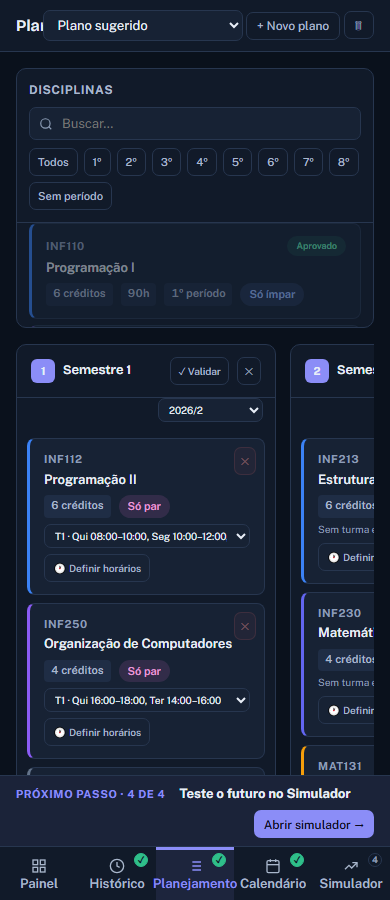 Plano sugerido
+ Novo plano
DISCIPLINAS
Buscar...
Todos 1º 2º 3º 4º 5º 6º 7º 8º
Sem período
INF110 Aprovado
Programação I
6 créditos 90h 1º período Só ímpar
1 Semestre 1 ✓ Validar ×
2026/2
INF112 ×
Programação II
6 créditos Só par
T1 · Qui 08:00–10:00, Seg 10:00–12:00
Definir horários
INF250 ×
Organização de Computadores
4 créditos Só par
T1 · Qui 16:00–18:00, Ter 14:00–16:00
Definir horários
2 Semes
INF213
Estrutura
6 crédito
Sem turma
Definir
INF230
Matemáti
4 crédito
Sem turma
Definir
MAT131
PRÓXIMO PASSO · 4 DE 4 Teste o futuro no Simulador
Abrir simulador →
4
Painel Histórico Planejamento Calendário Simulador